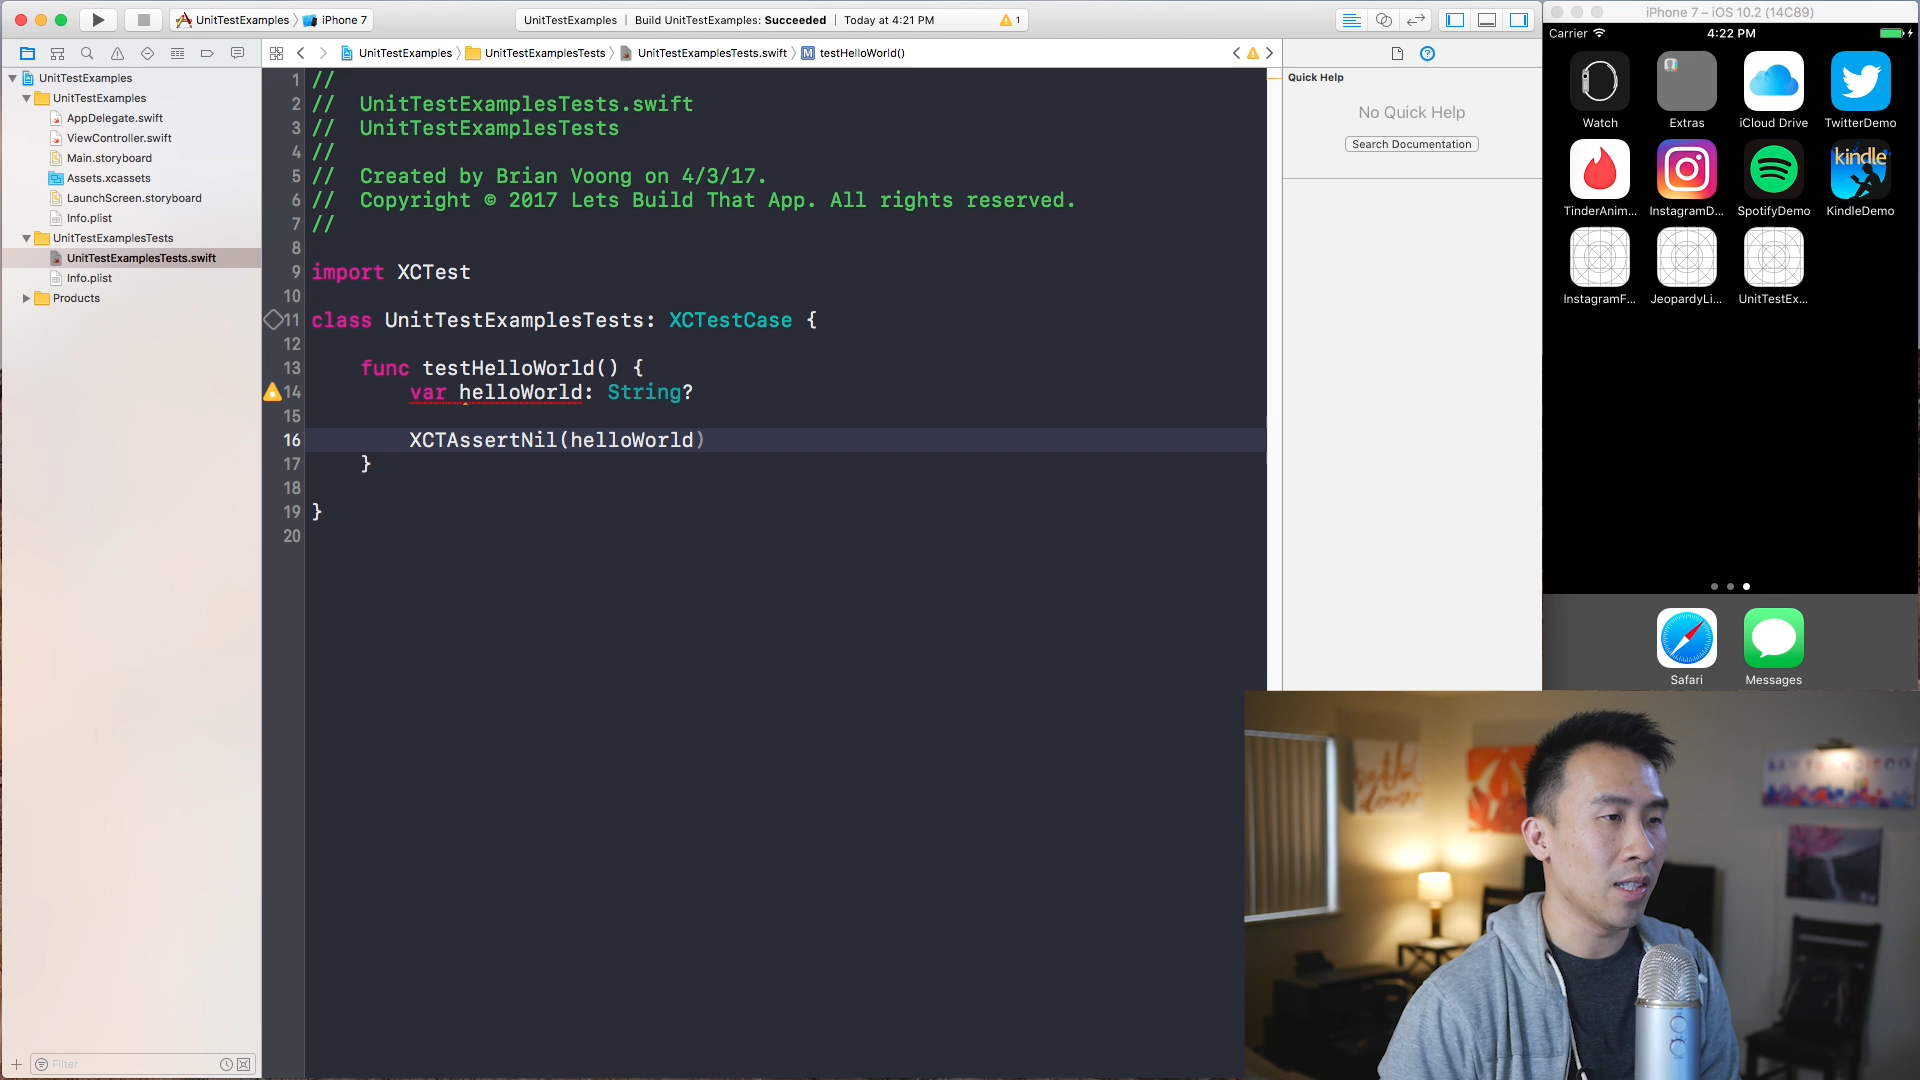 UnitTestExamples
iPhone 7
UnitTestExamples | Build UnitTestExamples: Succeeded | Today at 4:21 PM
1
UnitTestExamples
UnitTestExamplesTests
UnitTestExamplesTests.swift
M
testHelloWorld()
UnitTestExamples
UnitTestExamples
AppDelegate.swift
ViewController.swift
Main.storyboard
Assets.xcassets
LaunchScreen.storyboard
Info.plist
UnitTestExamplesTests
UnitTestExamplesTests.swift
Info.plist
Products
Filter
1 //
2 // UnitTestExamplesTests.swift
3 // UnitTestExamplesTests
4 //
5 // Created by Brian Voong on 4/3/17.
6 // Copyright © 2017 Lets Build That App. All rights reserved.
7 //
8
9 import XCTest
10
11 class UnitTestExamplesTests: XCTestCase {
12
13 func testHelloWorld() {
14 var helloWorld: String?
15
16 XCTAssertNil(helloWorld)
17 }
18
19 }
20
Quick Help
No Quick Help
Search Documentation
iPhone 7 – iOS 10.2 (14C89)
Carrier
4:22 PM
Watch
Extras
iCloud Drive
TwitterDemo
kindle
TinderAnim...
InstagramD...
SpotifyDemo
KindleDemo
InstagramF...
JeopardyLi...
UnitTestEx...
Safari
Messages